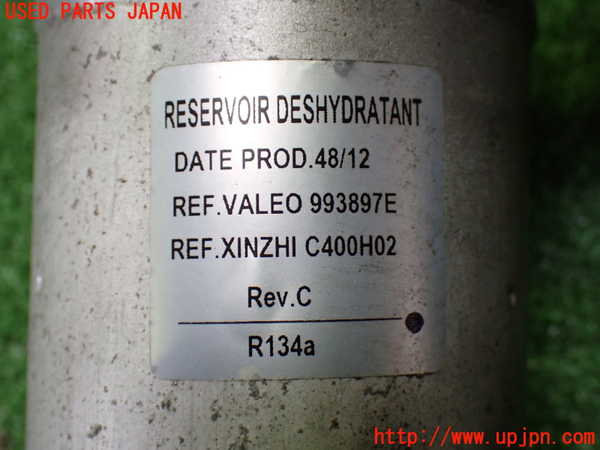 USED PARTS JAPAN
RESERVOIR DESHYDRATANT
DATE PROD.48/12
REF.VALEO 993897E
REF.XINZHI C400H02
Rev.C
R134a
http://www.upjpn.com/